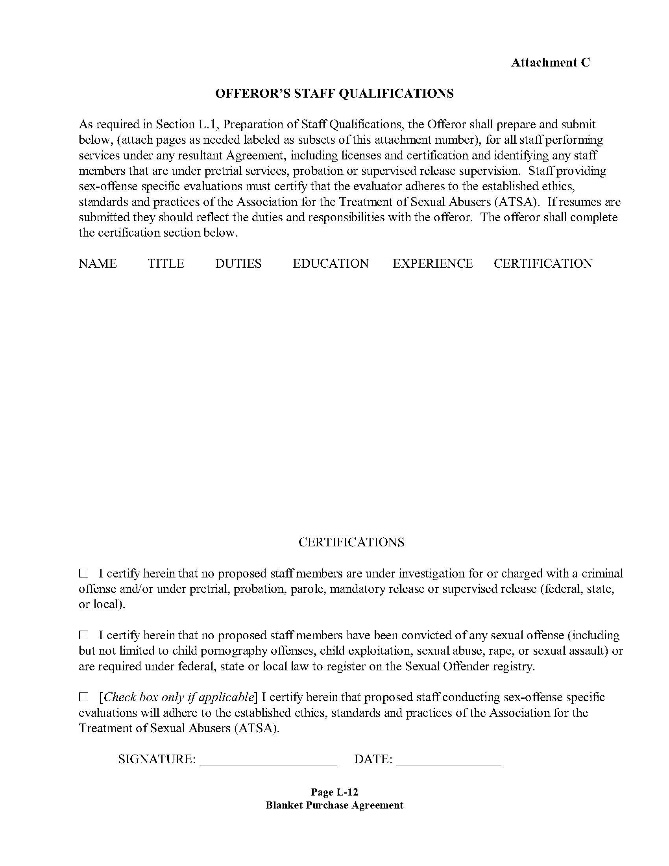 Attachment C
OFFEROR'S STAFF QUALIFICATIONS
As required in Section L.1, Preparation of Staff Qualifications, the Offeror shall prepare and submit
below, (attach pages as needed labeled as subsets of this attachment number), for all staff performing
services under any resultant Agreement, including licenses and certification and identifying any staff
members that are under pretrial services, probation or supervised release supervision. Staff providing
sex-offense specific evaluations must certify that the evaluator adheres to the established ethics,
standards and practices of the Association for the Treatment of Sexual Abusers (ATSA). If resumes are
submitted they should reflect the duties and responsibilities with the offeror. The offeror shall complete
the certification section below.
NAME TITLE DUTIES EDUCATION EXPERIENCE CERTIFICATION
CERTIFICATIONS
☐ I certify herein that no proposed staff members are under investigation for or charged with a criminal
offense and/or under pretrial, probation, parole, mandatory release or supervised release (federal, state,
or local).
☐ I certify herein that no proposed staff members have been convicted of any sexual offense (including
but not limited to child pornography offenses, child exploitation, sexual abuse, rape, or sexual assault) or
are required under federal, state or local law to register on the Sexual Offender registry.
☐ [Check box only if applicable] I certify herein that proposed staff conducting sex-offense specific
evaluations will adhere to the established ethics, standards and practices of the Association for the
Treatment of Sexual Abusers (ATSA).
SIGNATURE: _____________________ DATE: ________________
Page L-12
Blanket Purchase Agreement